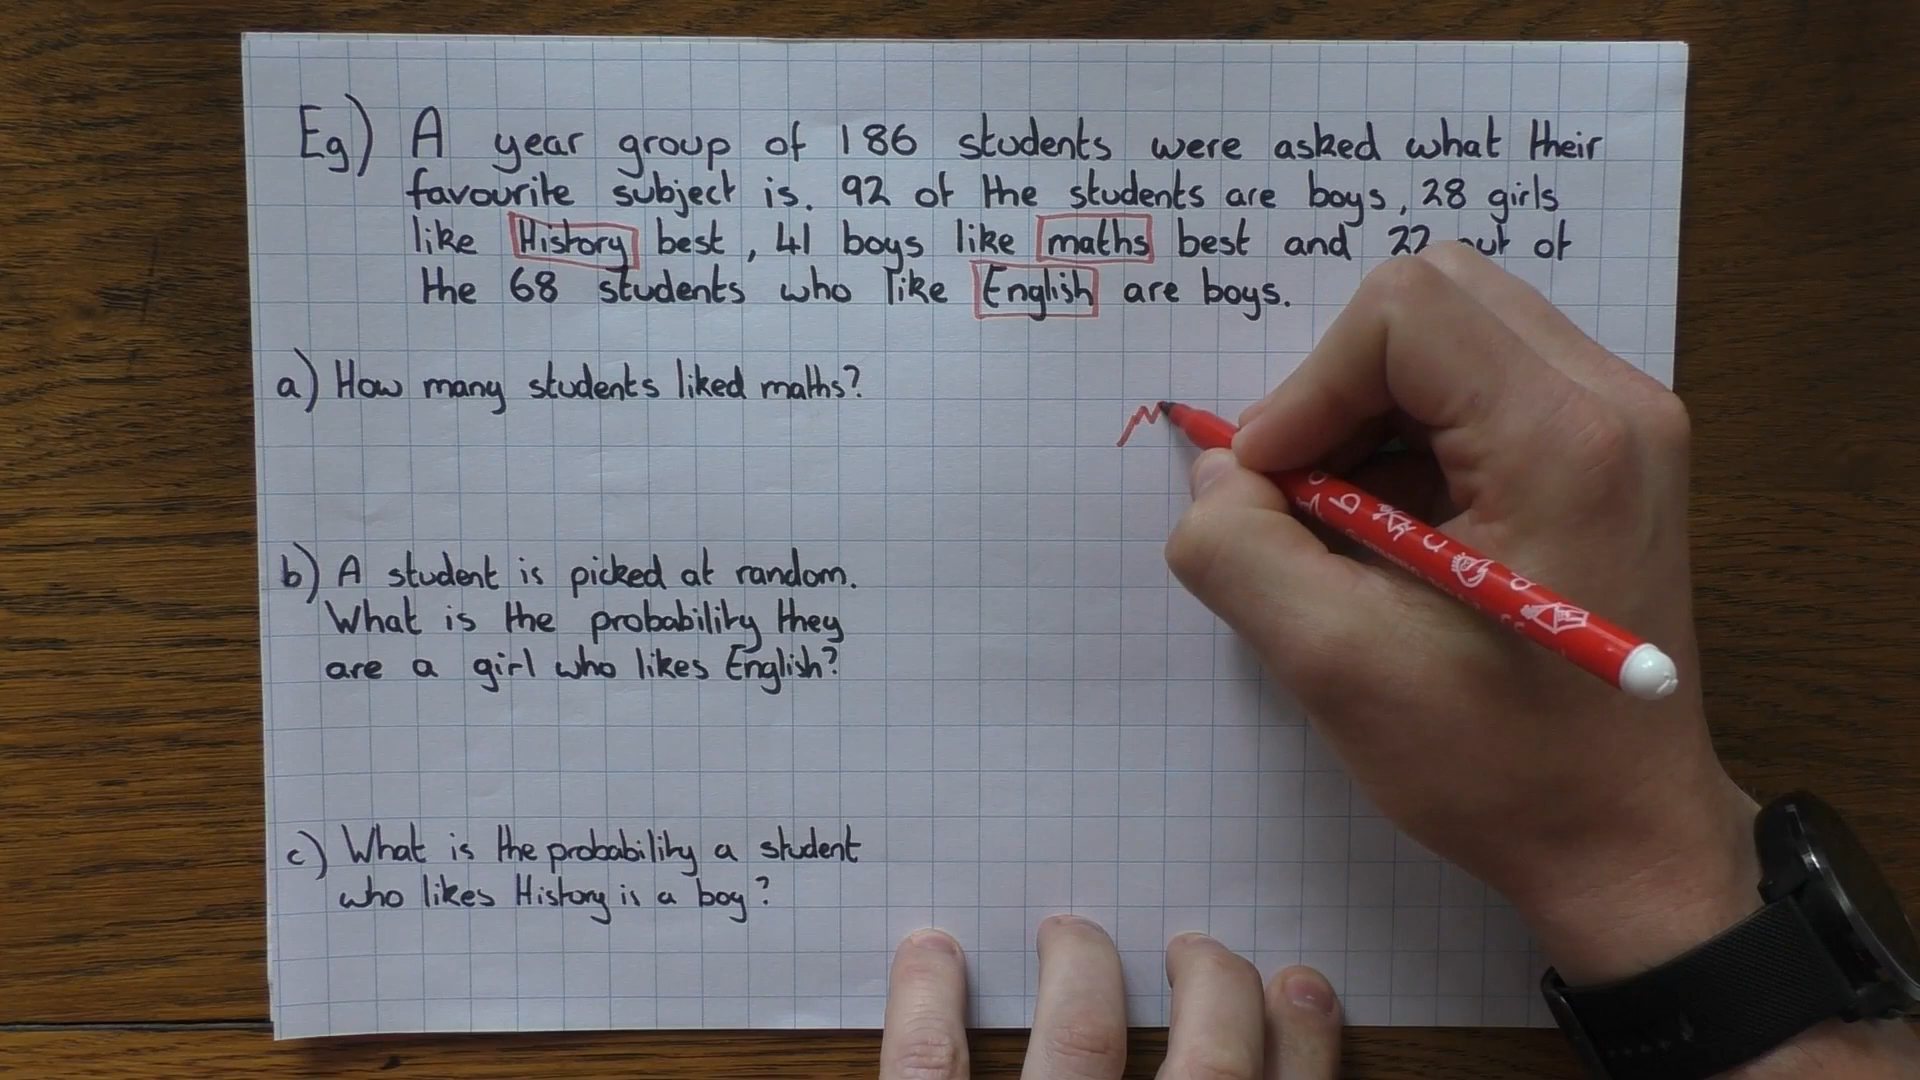 Eg) A year group of 186 students were asked what their
favourite subject is. 92 of the students are boys, 28 girls
like History best, 41 boys like maths best and 22 out of
the 68 students who like English are boys.
a) How many students liked maths?
b) A student is picked at random.
What is the probability they
are a girl who likes English?
c) What is the probability a student
who likes History is a boy?